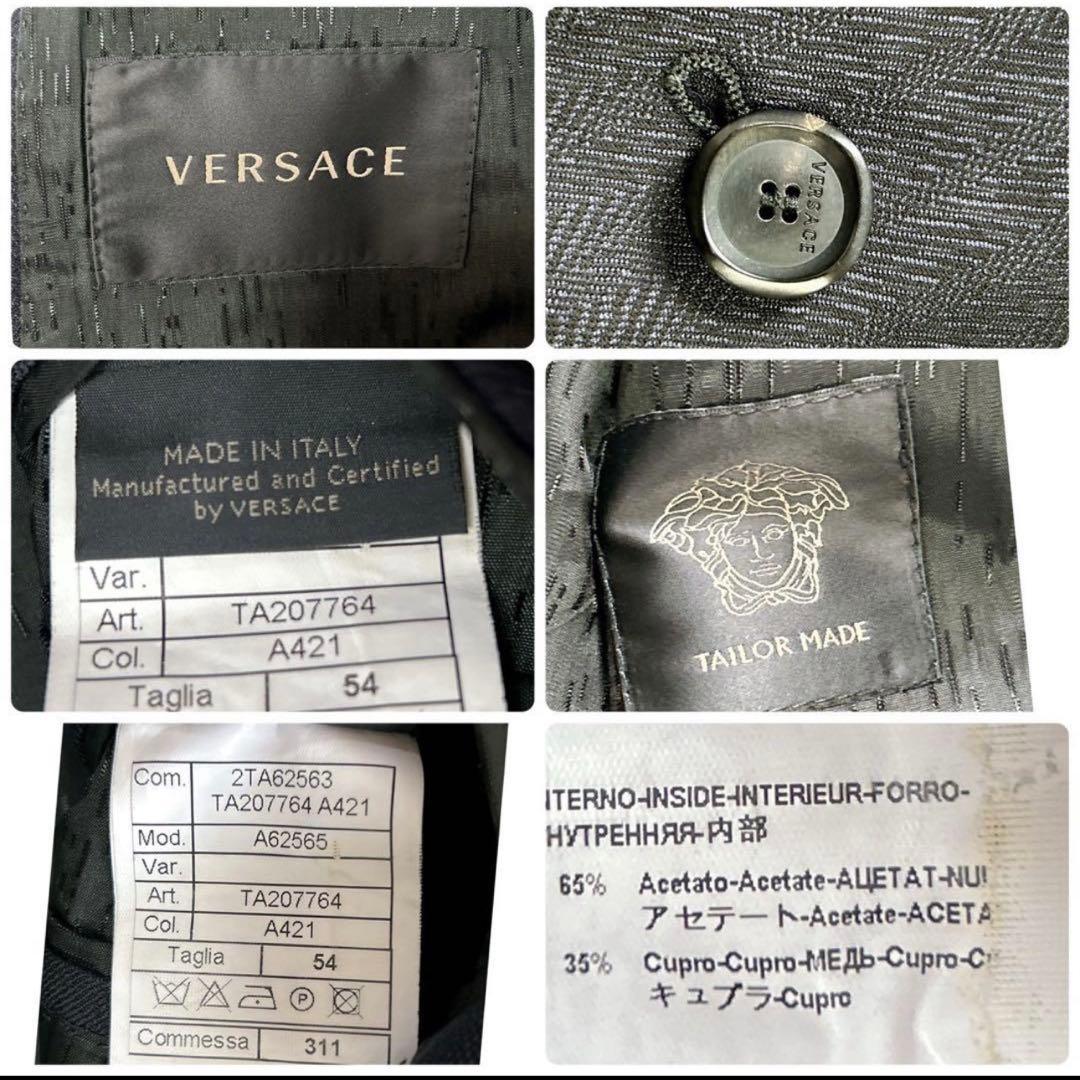 VERSACE
VERSACE
MADE IN ITALY
Manufactured and Certified
by VERSACE
Var.
Art. TA207764
Col. A421
Taglia 54
TAILOR MADE
Com. 2TA62563
TA207764 A421
Mod. A62565
Var.
Art. TA207764
Col. A421
Taglia 54
P
Commessa 311
ITERNO-INSIDE-INTERIEUR-FORRO-
НУТРЕННЯЯ-内部
65% Acetato-Acetate-АЦЕТАТ-
アセテート-Acetate-ACETA
35% Cupro-Cupro-МЕДЬ-Cupro-C
キュプラ-Cupro